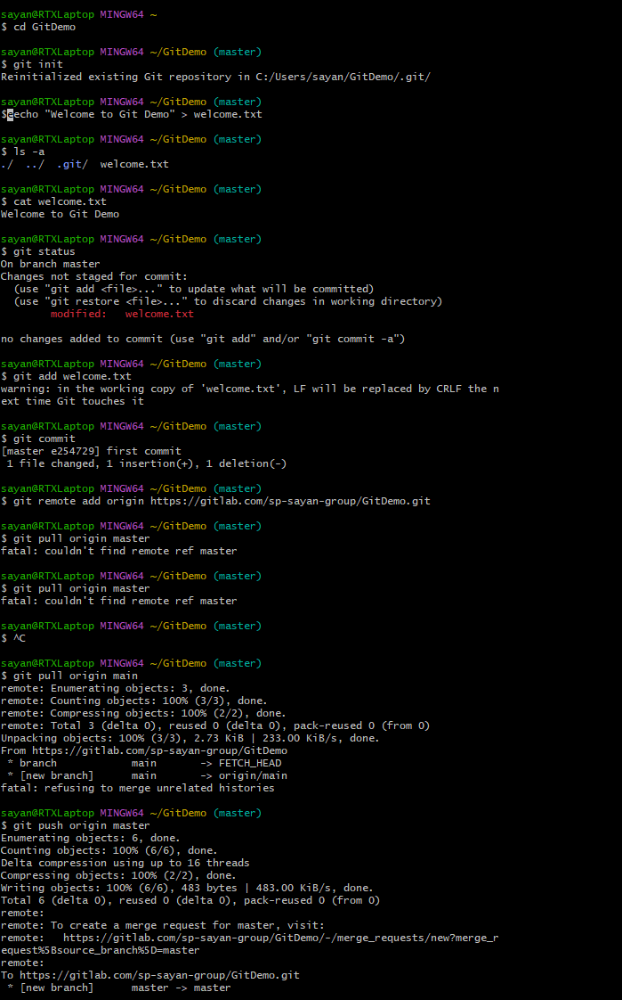 sayan@RTXLaptop MINGW64 ~
$ cd GitDemo
sayan@RTXLaptop MINGW64 ~/GitDemo (master)
$ git init
Reinitialized existing Git repository in C:/Users/sayan/GitDemo/.git/
sayan@RTXLaptop MINGW64 ~/GitDemo (master)
$eecho "Welcome to Git Demo" > welcome.txt
sayan@RTXLaptop MINGW64 ~/GitDemo (master)
$ ls -a
./  ../  .git/  welcome.txt
sayan@RTXLaptop MINGW64 ~/GitDemo (master)
$ cat welcome.txt
Welcome to Git Demo
sayan@RTXLaptop MINGW64 ~/GitDemo (master)
$ git status
On branch master
Changes not staged for commit:
  (use "git add <file>..." to update what will be committed)
  (use "git restore <file>..." to discard changes in working directory)
        modified:   welcome.txt
no changes added to commit (use "git add" and/or "git commit -a")
sayan@RTXLaptop MINGW64 ~/GitDemo (master)
$ git add welcome.txt
warning: in the working copy of 'welcome.txt', LF will be replaced by CRLF the n
ext time Git touches it
sayan@RTXLaptop MINGW64 ~/GitDemo (master)
$ git commit
[master e254729] first commit
 1 file changed, 1 insertion(+), 1 deletion(-)
sayan@RTXLaptop MINGW64 ~/GitDemo (master)
$ git remote add origin https://gitlab.com/sp-sayan-group/GitDemo.git
sayan@RTXLaptop MINGW64 ~/GitDemo (master)
$ git pull origin master
fatal: couldn't find remote ref master
sayan@RTXLaptop MINGW64 ~/GitDemo (master)
$ git pull origin master
fatal: couldn't find remote ref master
sayan@RTXLaptop MINGW64 ~/GitDemo (master)
$ ^C
sayan@RTXLaptop MINGW64 ~/GitDemo (master)
$ git pull origin main
remote: Enumerating objects: 3, done.
remote: Counting objects: 100% (3/3), done.
remote: Compressing objects: 100% (2/2), done.
remote: Total 3 (delta 0), reused 0 (delta 0), pack-reused 0 (from 0)
Unpacking objects: 100% (3/3), 2.73 KiB | 233.00 KiB/s, done.
From https://gitlab.com/sp-sayan-group/GitDemo
 * branch            main       -> FETCH_HEAD
 * [new branch]      main       -> origin/main
fatal: refusing to merge unrelated histories
sayan@RTXLaptop MINGW64 ~/GitDemo (master)
$ git push origin master
Enumerating objects: 6, done.
Counting objects: 100% (6/6), done.
Delta compression using up to 16 threads
Compressing objects: 100% (2/2), done.
Writing objects: 100% (6/6), 483 bytes | 483.00 KiB/s, done.
Total 6 (delta 0), reused 0 (delta 0), pack-reused 0 (from 0)
remote:
remote: To create a merge request for master, visit:
remote:   https://gitlab.com/sp-sayan-group/GitDemo/-/merge_requests/new?merge_r
equest%5Bsource_branch%5D=master
remote:
To https://gitlab.com/sp-sayan-group/GitDemo.git
 * [new branch]      master -> master